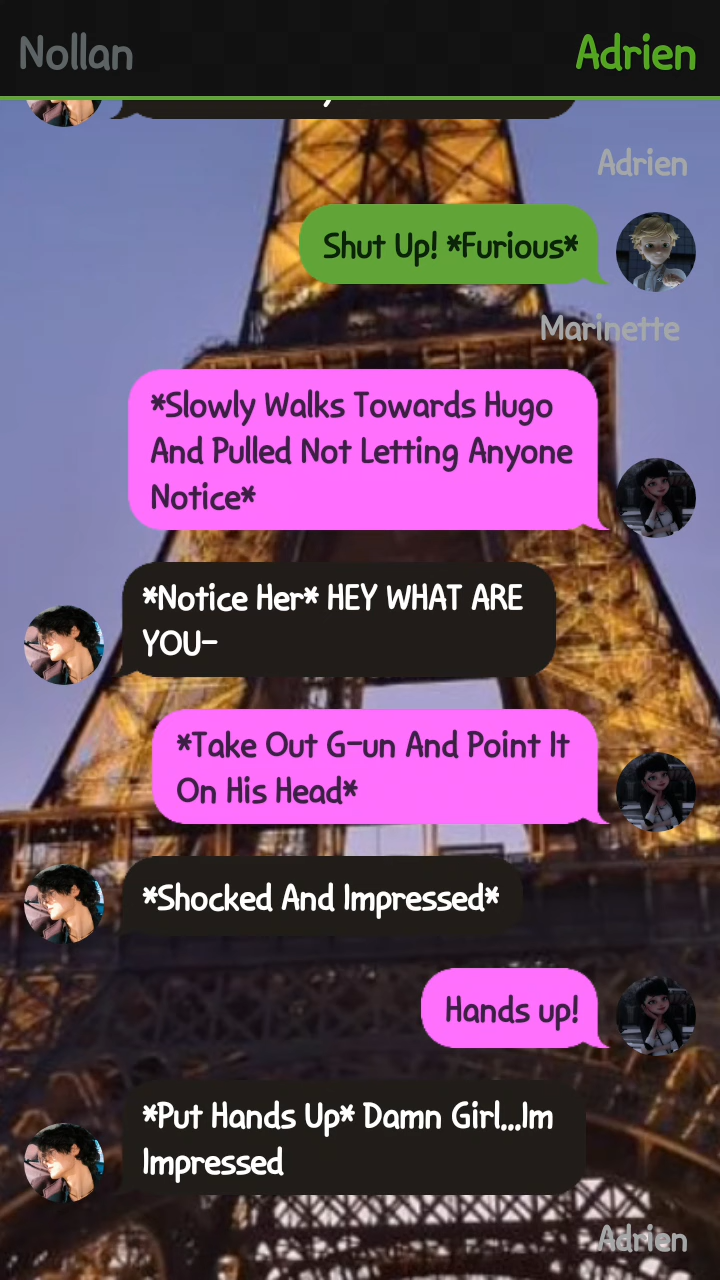 Nollan Adrien
Adrien
Shut Up! *Furious*
Marinette
*Slowly Walks Towards Hugo
And Pulled Not Letting Anyone
Notice*
*Notice Her* HEY WHAT ARE
YOU-
*Take Out G-un And Point It
On His Head*
*Shocked And Impressed*
Hands up!
*Put Hands Up* Damn Girl...Im
Impressed
Adrien